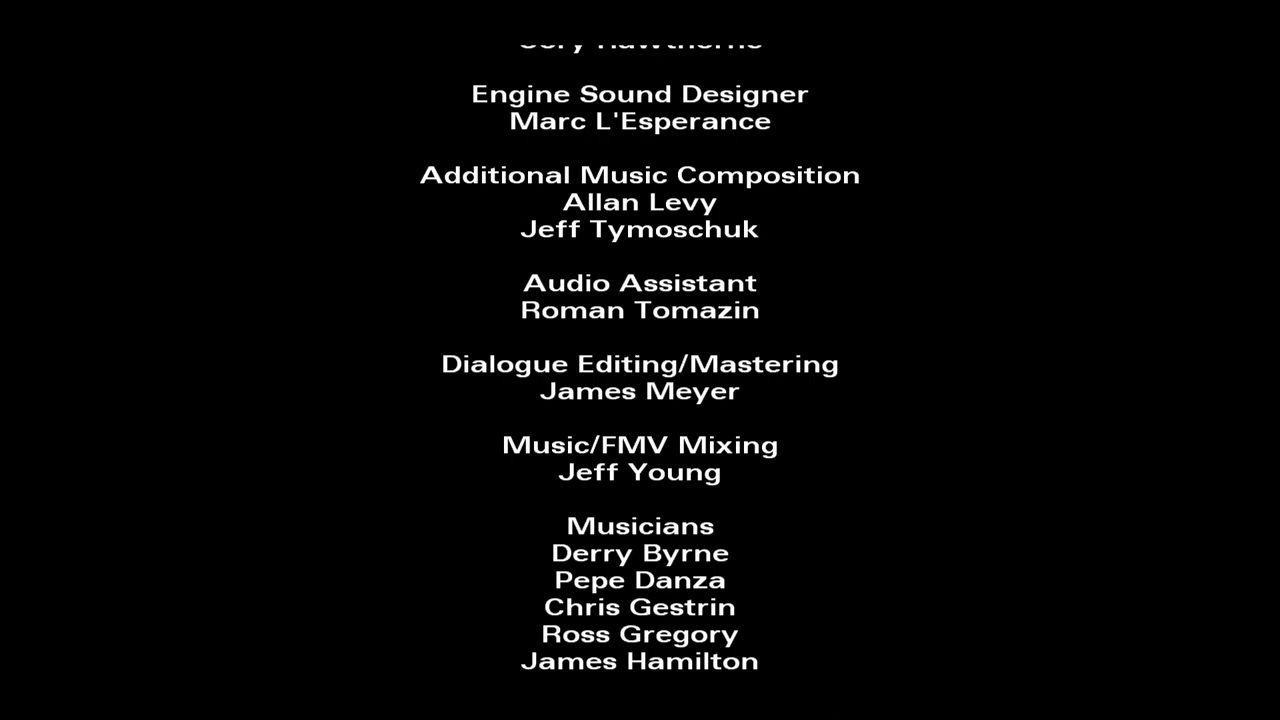 Engine Sound Designer
Marc L'Esperance
Additional Music Composition
Allan Levy
Jeff Tymoschuk
Audio Assistant
Roman Tomazin
Dialogue Editing/Mastering
James Meyer
Music/FMV Mixing
Jeff Young
Musicians
Derry Byrne
Pepe Danza
Chris Gestrin
Ross Gregory
James Hamilton